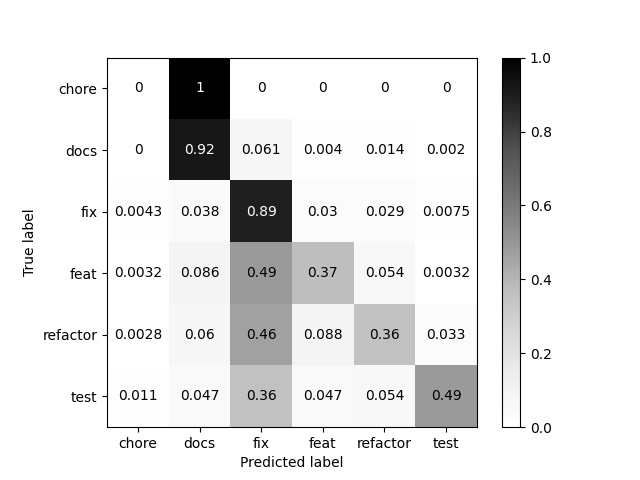 chore 0 1 0 0 0 0
docs 0 0.92 0.061 0.004 0.014 0.002
fix 0.0043 0.038 0.89 0.03 0.029 0.0075
feat 0.0032 0.086 0.49 0.37 0.054 0.0032
refactor 0.0028 0.06 0.46 0.088 0.36 0.033
test 0.011 0.047 0.36 0.047 0.054 0.49
chore docs fix feat refactor test
Predicted label
True label
1.0
0.8
0.6
0.4
0.2
0.0